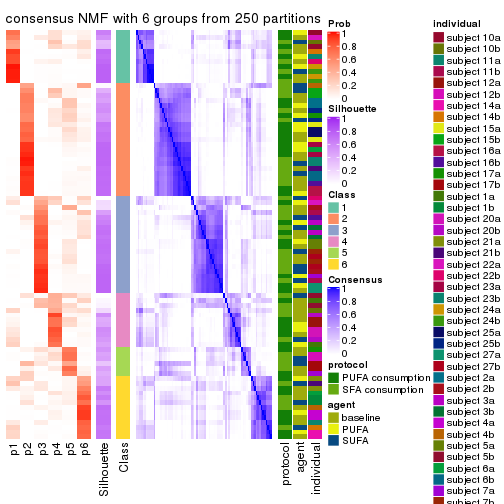 consensus NMF with 6 groups from 250 partitions
p1
p2
p3
p4
p5
p6
Silhouette
Class
protocol
agent
individual
Prob
1
0.8
0.6
0.4
0.2
0
Silhouette
1
0.8
0.6
0.4
0.2
0
Class
1
2
3
4
5
6
Consensus
1
0.8
0.6
0.4
0.2
0
protocol
PUFA consumption
SFA consumption
agent
baseline
PUFA
SUFA
individual
subject 10a
subject 10b
subject 11a
subject 11b
subject 12a
subject 12b
subject 14a
subject 14b
subject 15a
subject 15b
subject 16a
subject 16b
subject 17a
subject 17b
subject 1a
subject 1b
subject 20a
subject 20b
subject 21a
subject 21b
subject 22a
subject 22b
subject 23a
subject 23b
subject 24a
subject 24b
subject 25a
subject 25b
subject 27a
subject 27b
subject 2a
subject 2b
subject 3a
subject 3b
subject 4a
subject 4b
subject 5a
subject 5b
subject 6a
subject 6b
subject 7a
subject 7b